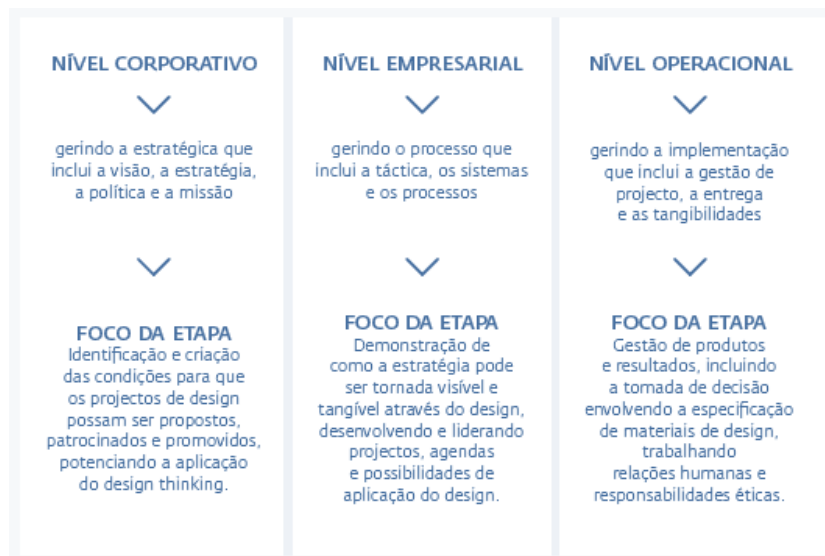 NÍVEL CORPORATIVO
gerindo a estratégica que
inclui a visão, a estratégia,
a política e a missão
FOCO DA ETAPA
Identificação e criação
das condições para que
os projectos de design
possam ser propostos,
patrocinados e promovidos,
potenciando a aplicação
do design thinking.
NÍVEL EMPRESARIAL
gerindo o processo que
inclui a táctica, os sistemas
e os processos
FOCO DA ETAPA
Demonstração de
como a estratégia pode
ser tornada visível e
tangível através do design,
desenvolvendo e liderando
projectos, agendas
e possibilidades de
aplicação do design.
NÍVEL OPERACIONAL
gerindo a implementação
que inclui a gestão de
projecto, a entrega
e as tangibilidades
FOCO DA ETAPA
Gestão de produtos
e resultados, incluindo
a tomada de decisão
envolvendo a especificação
de materiais de design,
trabalhando
relações humanas e
responsabilidades éticas.